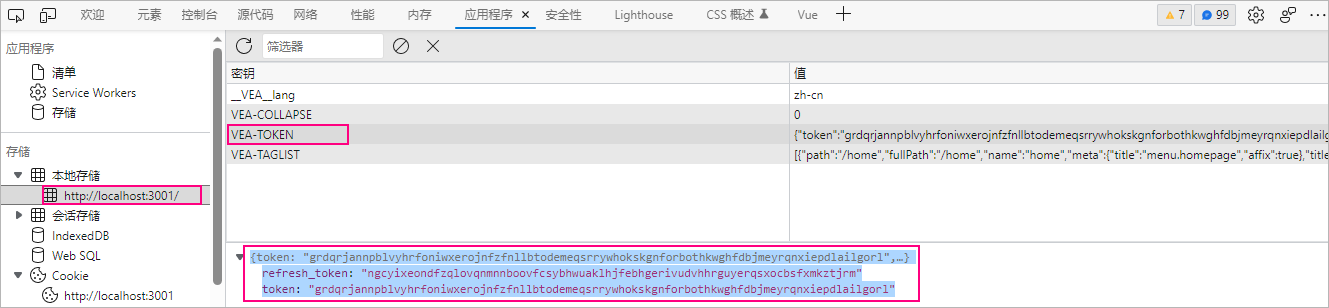 欢迎 元素 控制台 源代码 网络 性能 内存 应用程序 安全性 Lighthouse CSS 概述 Vue 7 99
应用程序
清单
Service Workers
存储
存储
本地存储
http://localhost:3001/
会话存储
IndexedDB
Web SQL
Cookie
http://localhost:3001
筛选器
密钥 值
__VEA__lang zh-cn
VEA-COLLAPSE 0
VEA-TOKEN {"token":"grdqrjannpblvyhrfoniwxerojnfzfnllbtodemeqsrrywhokskgnforbothkwghfdbjmeyrqnxiepdlailgorl
VEA-TAGLIST [{"path":"/home","fullPath":"/home","name":"home","meta":{"title":"menu.homepage","affix":true},"title
{token: "grdqrjannpblvyhrfoniwxerojnfzfnllbtodemeqsrrywhokskgnforbothkwghfdbjmeyrqnxiepdlailgorl",…}
refresh_token: "ngcyixeondfzqlovqnmnnboovfcsybhwuaklhjfebhgerivudvhhrguyerqsxocbsfxmkztjrm"
token: "grdqrjannpblvyhrfoniwxerojnfzfnllbtodemeqsrrywhokskgnforbothkwghfdbjmeyrqnxiepdlailgorl"